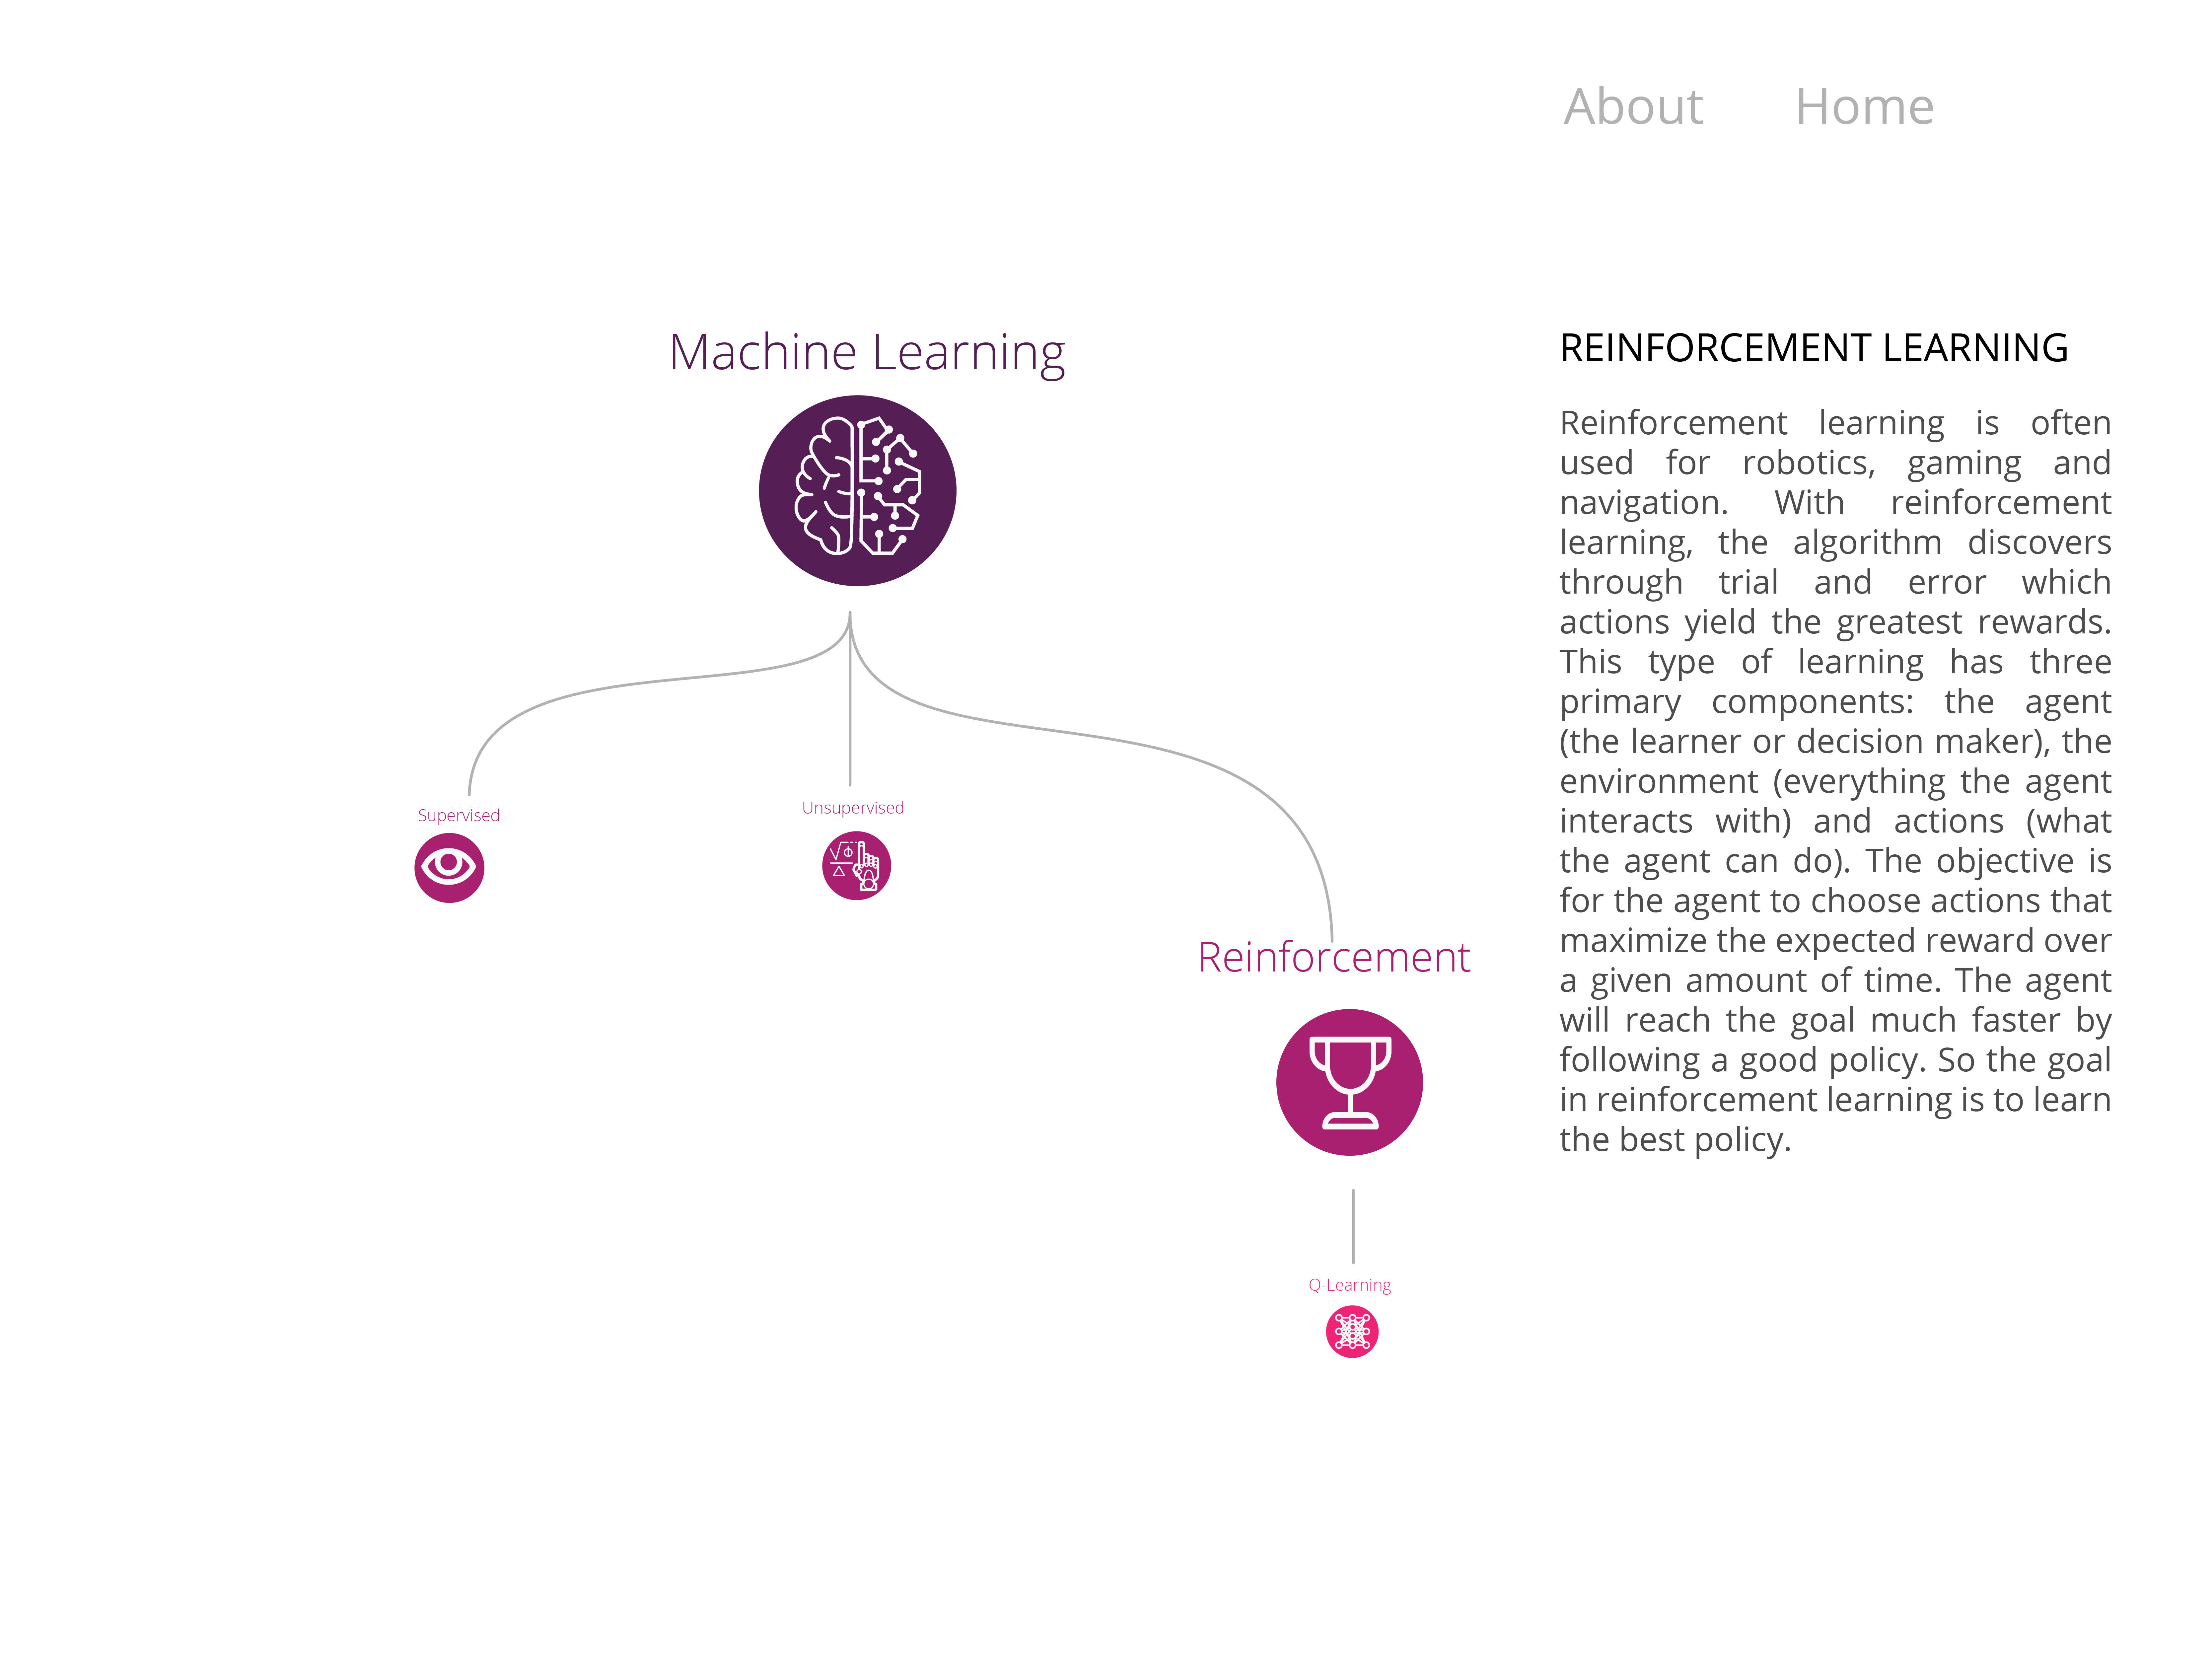 About Home
Machine Learning
Supervised
Unsupervised
Reinforcement
Q-Learning
REINFORCEMENT LEARNING
Reinforcement learning is often
used for robotics, gaming and
navigation. With reinforcement
learning, the algorithm discovers
through trial and error which
actions yield the greatest rewards.
This type of learning has three
primary components: the agent
(the learner or decision maker), the
environment (everything the agent
interacts with) and actions (what
the agent can do). The objective is
for the agent to choose actions that
maximize the expected reward over
a given amount of time. The agent
will reach the goal much faster by
following a good policy. So the goal
in reinforcement learning is to learn
the best policy.